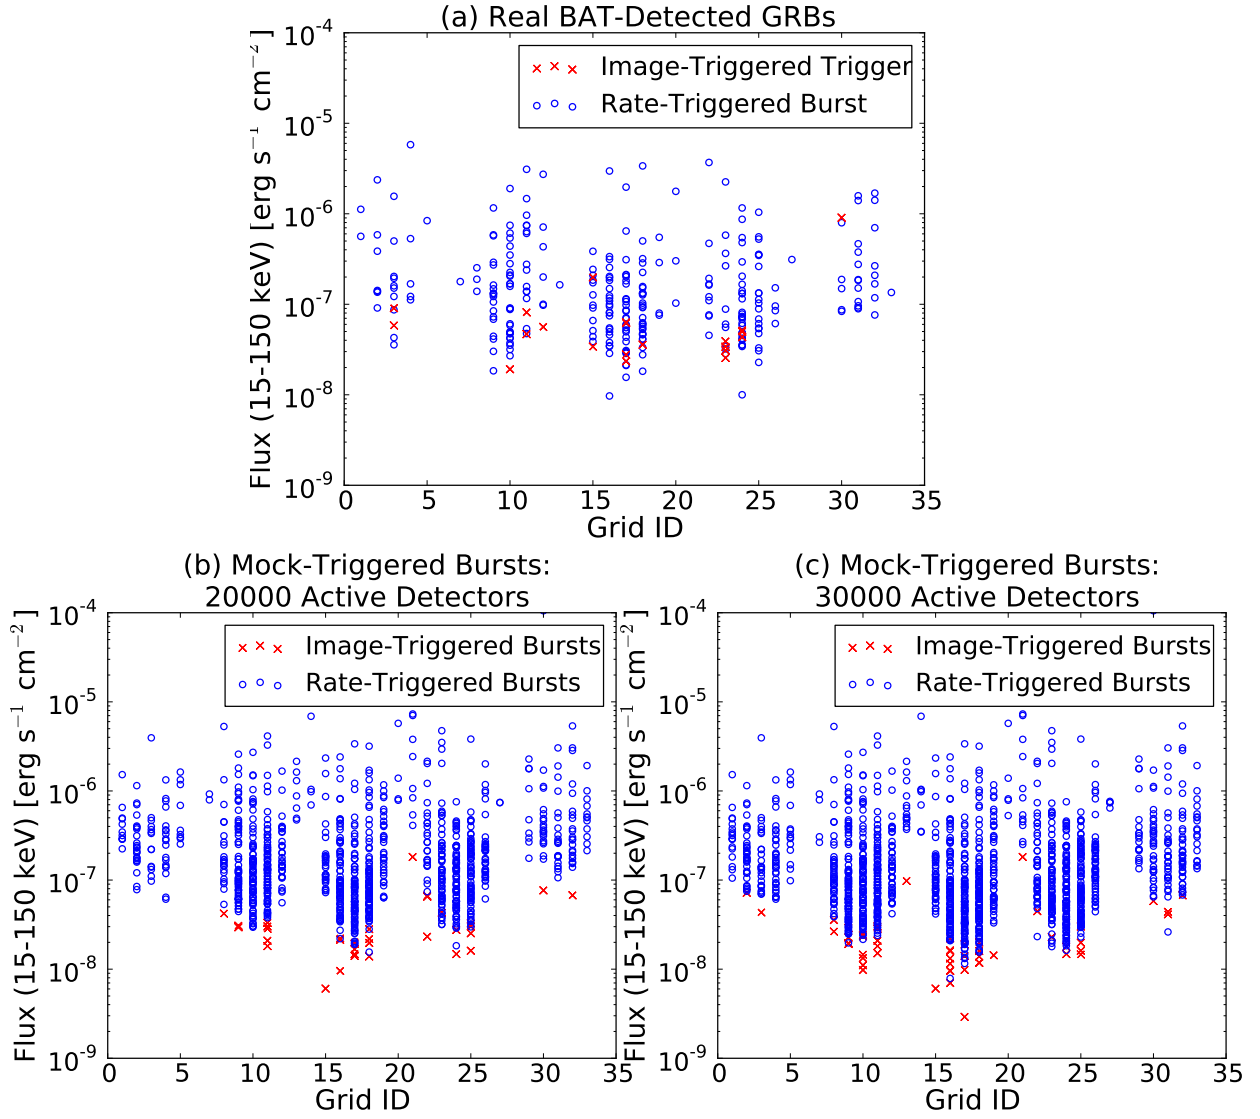 (a) Real BAT-Detected GRBs
Flux (15-150 keV) [erg s⁻¹ cm⁻²]
10⁻⁴
10⁻⁵
10⁻⁶
10⁻⁷
10⁻⁸
10⁻⁹
Image-Triggered Trigger
Rate-Triggered Burst
0 5 10 15 20 25 30 35
Grid ID
(b) Mock-Triggered Bursts:
20000 Active Detectors
Flux (15-150 keV) [erg s⁻¹ cm⁻²]
10⁻⁴
10⁻⁵
10⁻⁶
10⁻⁷
10⁻⁸
10⁻⁹
Image-Triggered Bursts
Rate-Triggered Bursts
0 5 10 15 20 25 30 35
Grid ID
(c) Mock-Triggered Bursts:
30000 Active Detectors
Flux (15-150 keV) [erg s⁻¹ cm⁻²]
10⁻⁴
10⁻⁵
10⁻⁶
10⁻⁷
10⁻⁸
10⁻⁹
Image-Triggered Bursts
Rate-Triggered Bursts
0 5 10 15 20 25 30 35
Grid ID